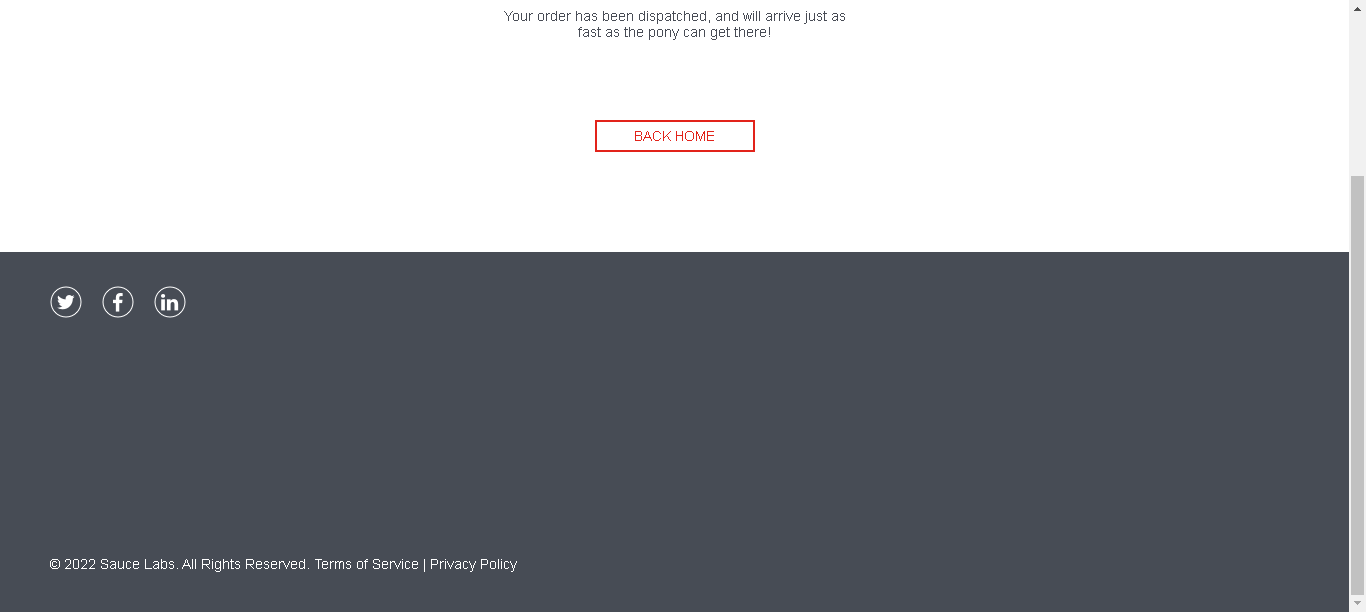 Your order has been dispatched, and will arrive just as
fast as the pony can get there!
BACK HOME
© 2022 Sauce Labs. All Rights Reserved. Terms of Service | Privacy Policy